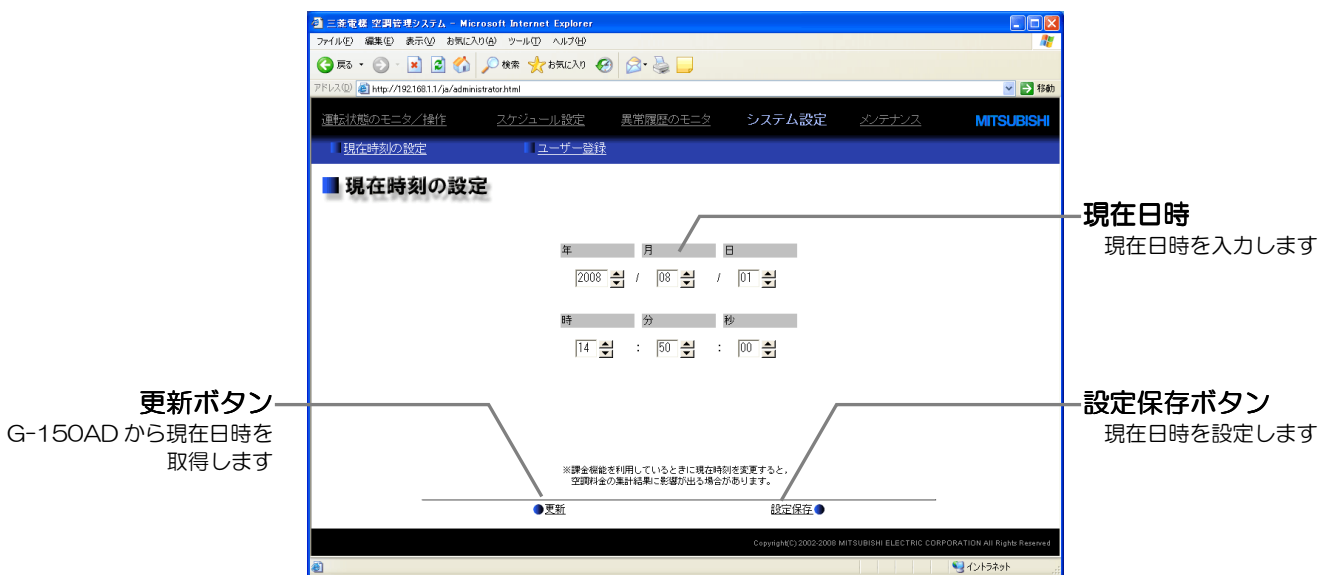 三菱電機 空調管理システム - Microsoft Internet Explorer
ファイル(F) 編集(E) 表示(V) お気に入り(A) ツール(T) ヘルプ(H)
戻る 検索 お気に入り
アドレス(D) http://192.168.1.1/ja/administrator.html 移動
運転状態のモニタ/操作 スケジュール設定 異常履歴のモニタ システム設定 メンテナンス MITSUBISHI
現在時刻の設定 ユーザー登録
現在時刻の設定
現在日時
現在日時を入力します
年 月 日
2008 / 08 / 01
時 分 秒
14 : 50 : 00
更新ボタン
G-150AD から現在日時を
取得します
設定保存ボタン
現在日時を設定します
※課金機能を利用しているときに現在時刻を変更すると,
空調料金の集計結果に影響が出る場合があります。
更新 設定保存
Copyright(C) 2002-2008 MITSUBISHI ELECTRIC CORPORATION All Rights Reserved
イントラネット